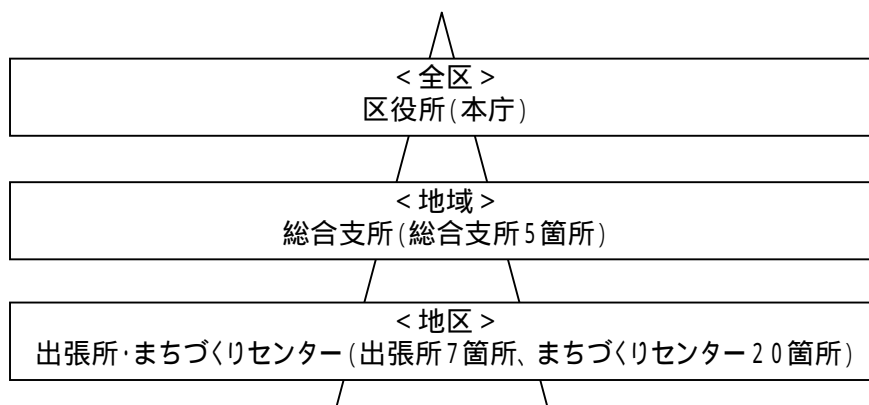 ＜全区＞
区役所(本庁)
＜地域＞
総合支所(総合支所5箇所)
＜地区＞
出張所・まちづくりセンター(出張所7箇所、まちづくりセンター20箇所)